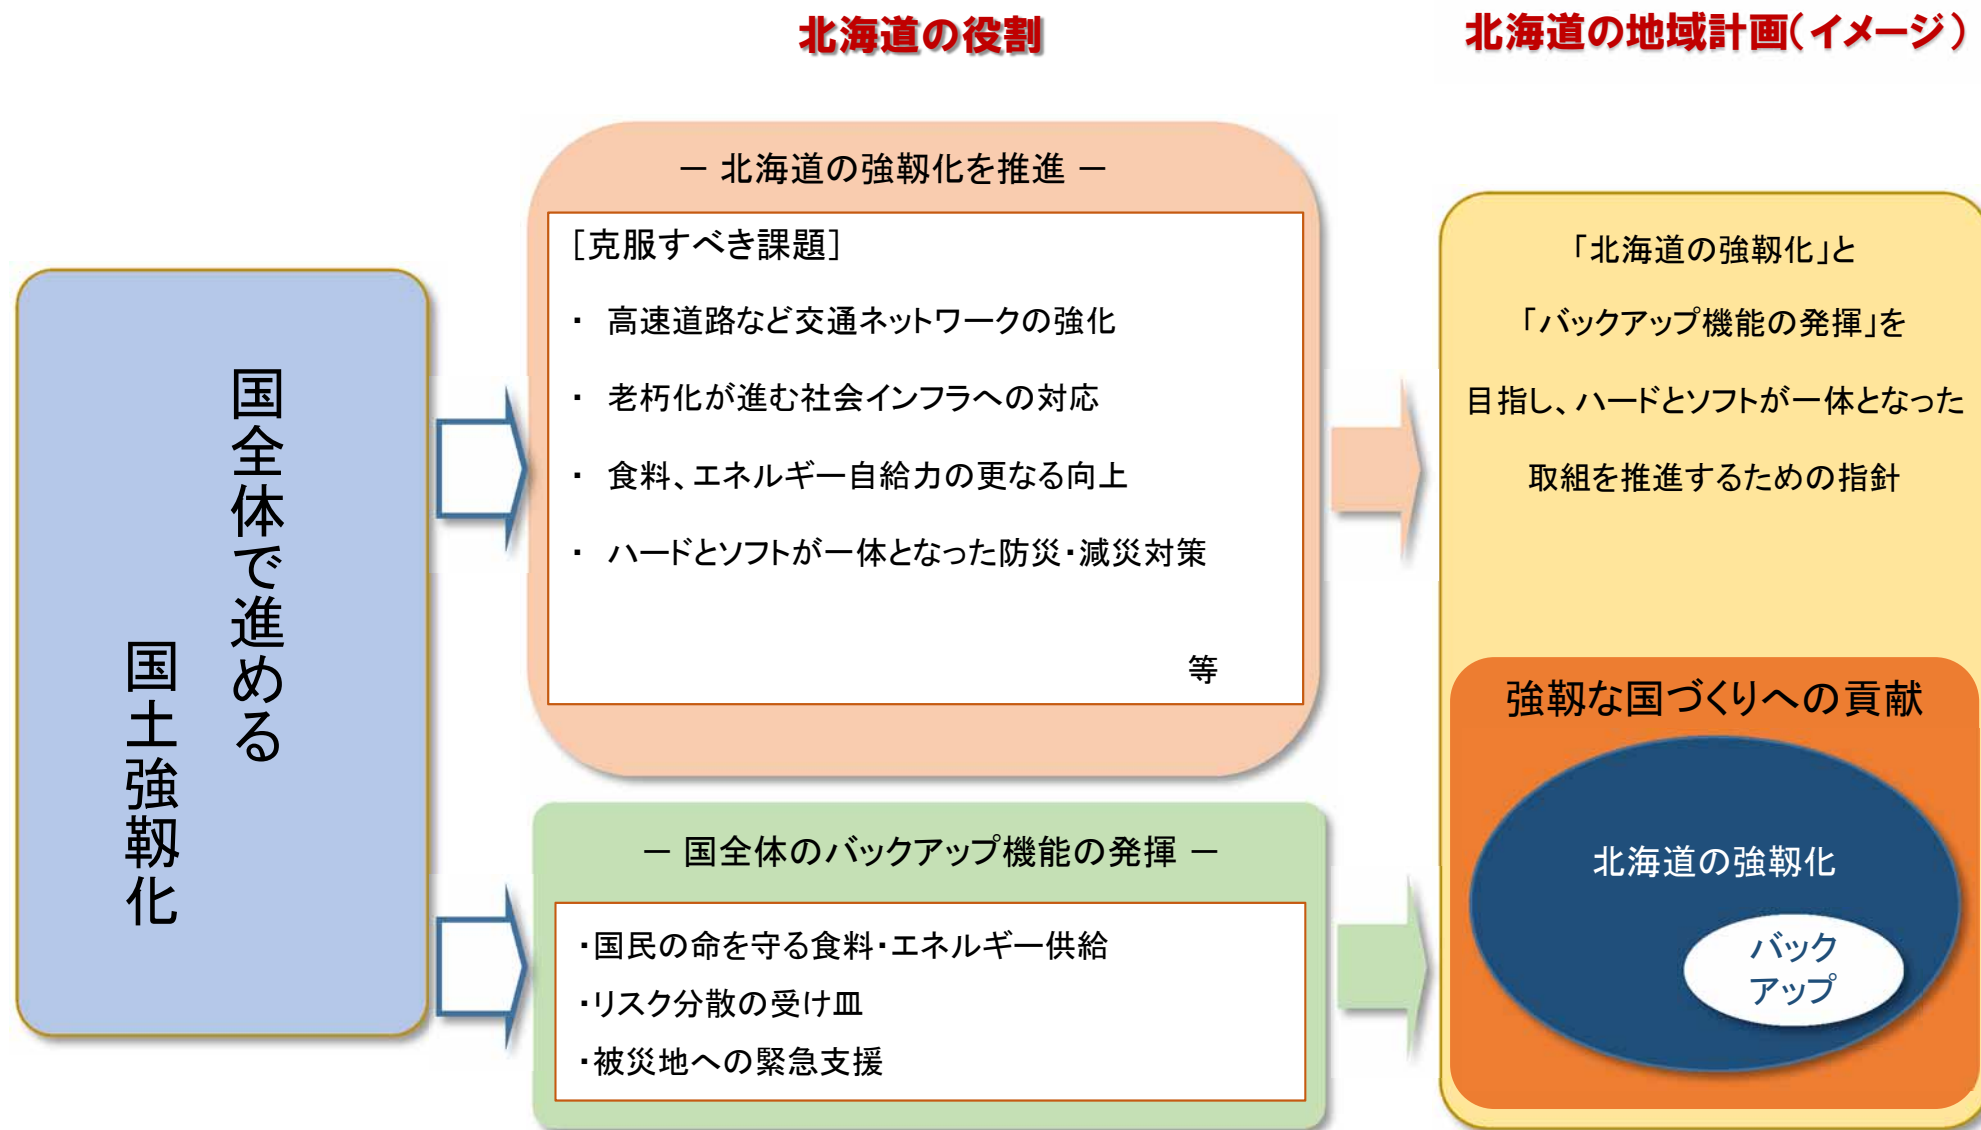 北海道の役割
北海道の地域計画(イメージ)
国全体で進める
国土強靱化
― 北海道の強靱化を推進 ―
[克服すべき課題]
・ 高速道路など交通ネットワークの強化
・ 老朽化が進む社会インフラへの対応
・ 食料、エネルギー自給力の更なる向上
・ ハードとソフトが一体となった防災・減災対策
等
― 国全体のバックアップ機能の発揮 ―
・国民の命を守る食料・エネルギー供給
・リスク分散の受け皿
・被災地への緊急支援
「北海道の強靱化」と
「バックアップ機能の発揮」を
目指し、ハードとソフトが一体となった
取組を推進するための指針
強靱な国づくりへの貢献
北海道の強靱化
バック
アップ